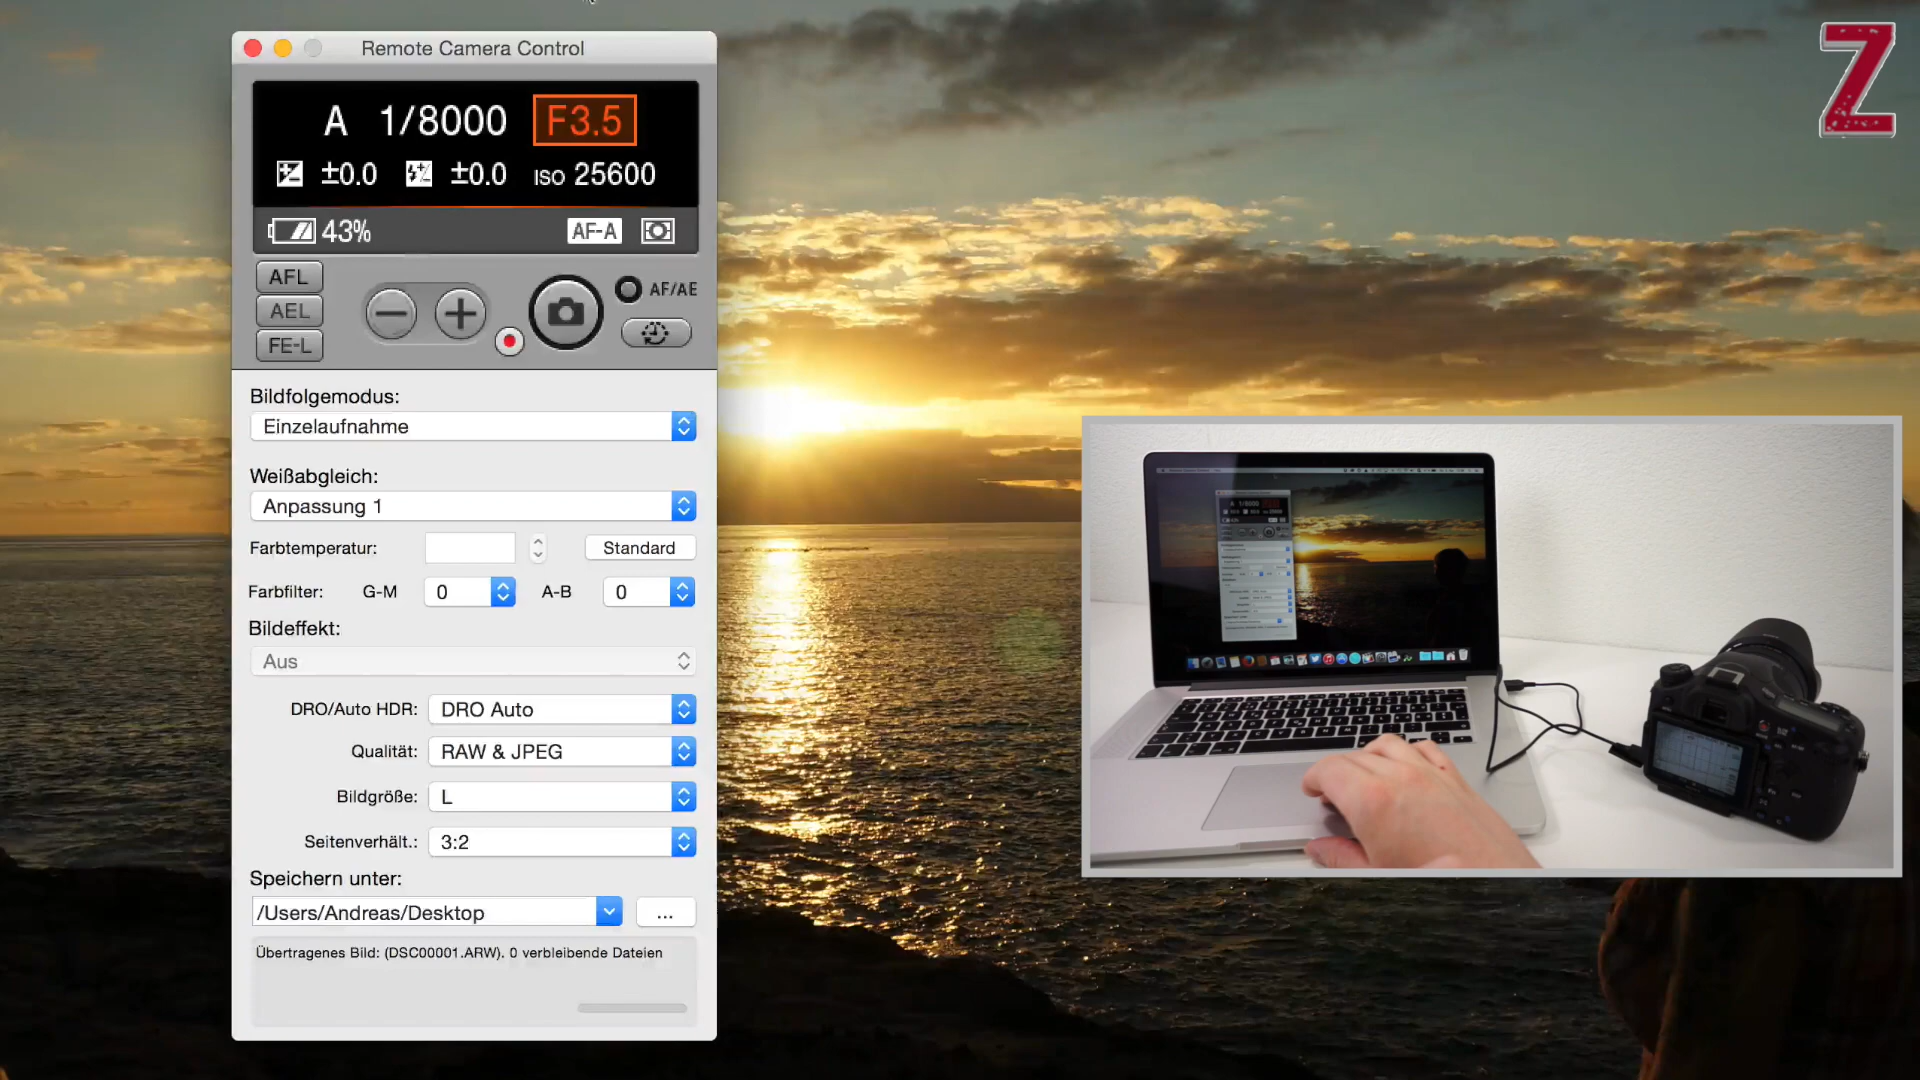 Remote Camera Control
A 1/8000 F3.5
±0.0 ±0.0 ISO 25600
43% AF-A
AFL
AEL
FE-L
AF/AE
Bildfolgemodus:
Einzelaufnahme
Weißabgleich:
Anpassung 1
Farbtemperatur: Standard
Farbfilter: G-M 0 A-B 0
Bildeffekt:
Aus
DRO/Auto HDR: DRO Auto
Qualität: RAW & JPEG
Bildgröße: L
Seitenverhält.: 3:2
Speichern unter:
/Users/Andreas/Desktop ...
Übertragenes Bild: (DSC00001.ARW). 0 verbleibende Dateien
Z